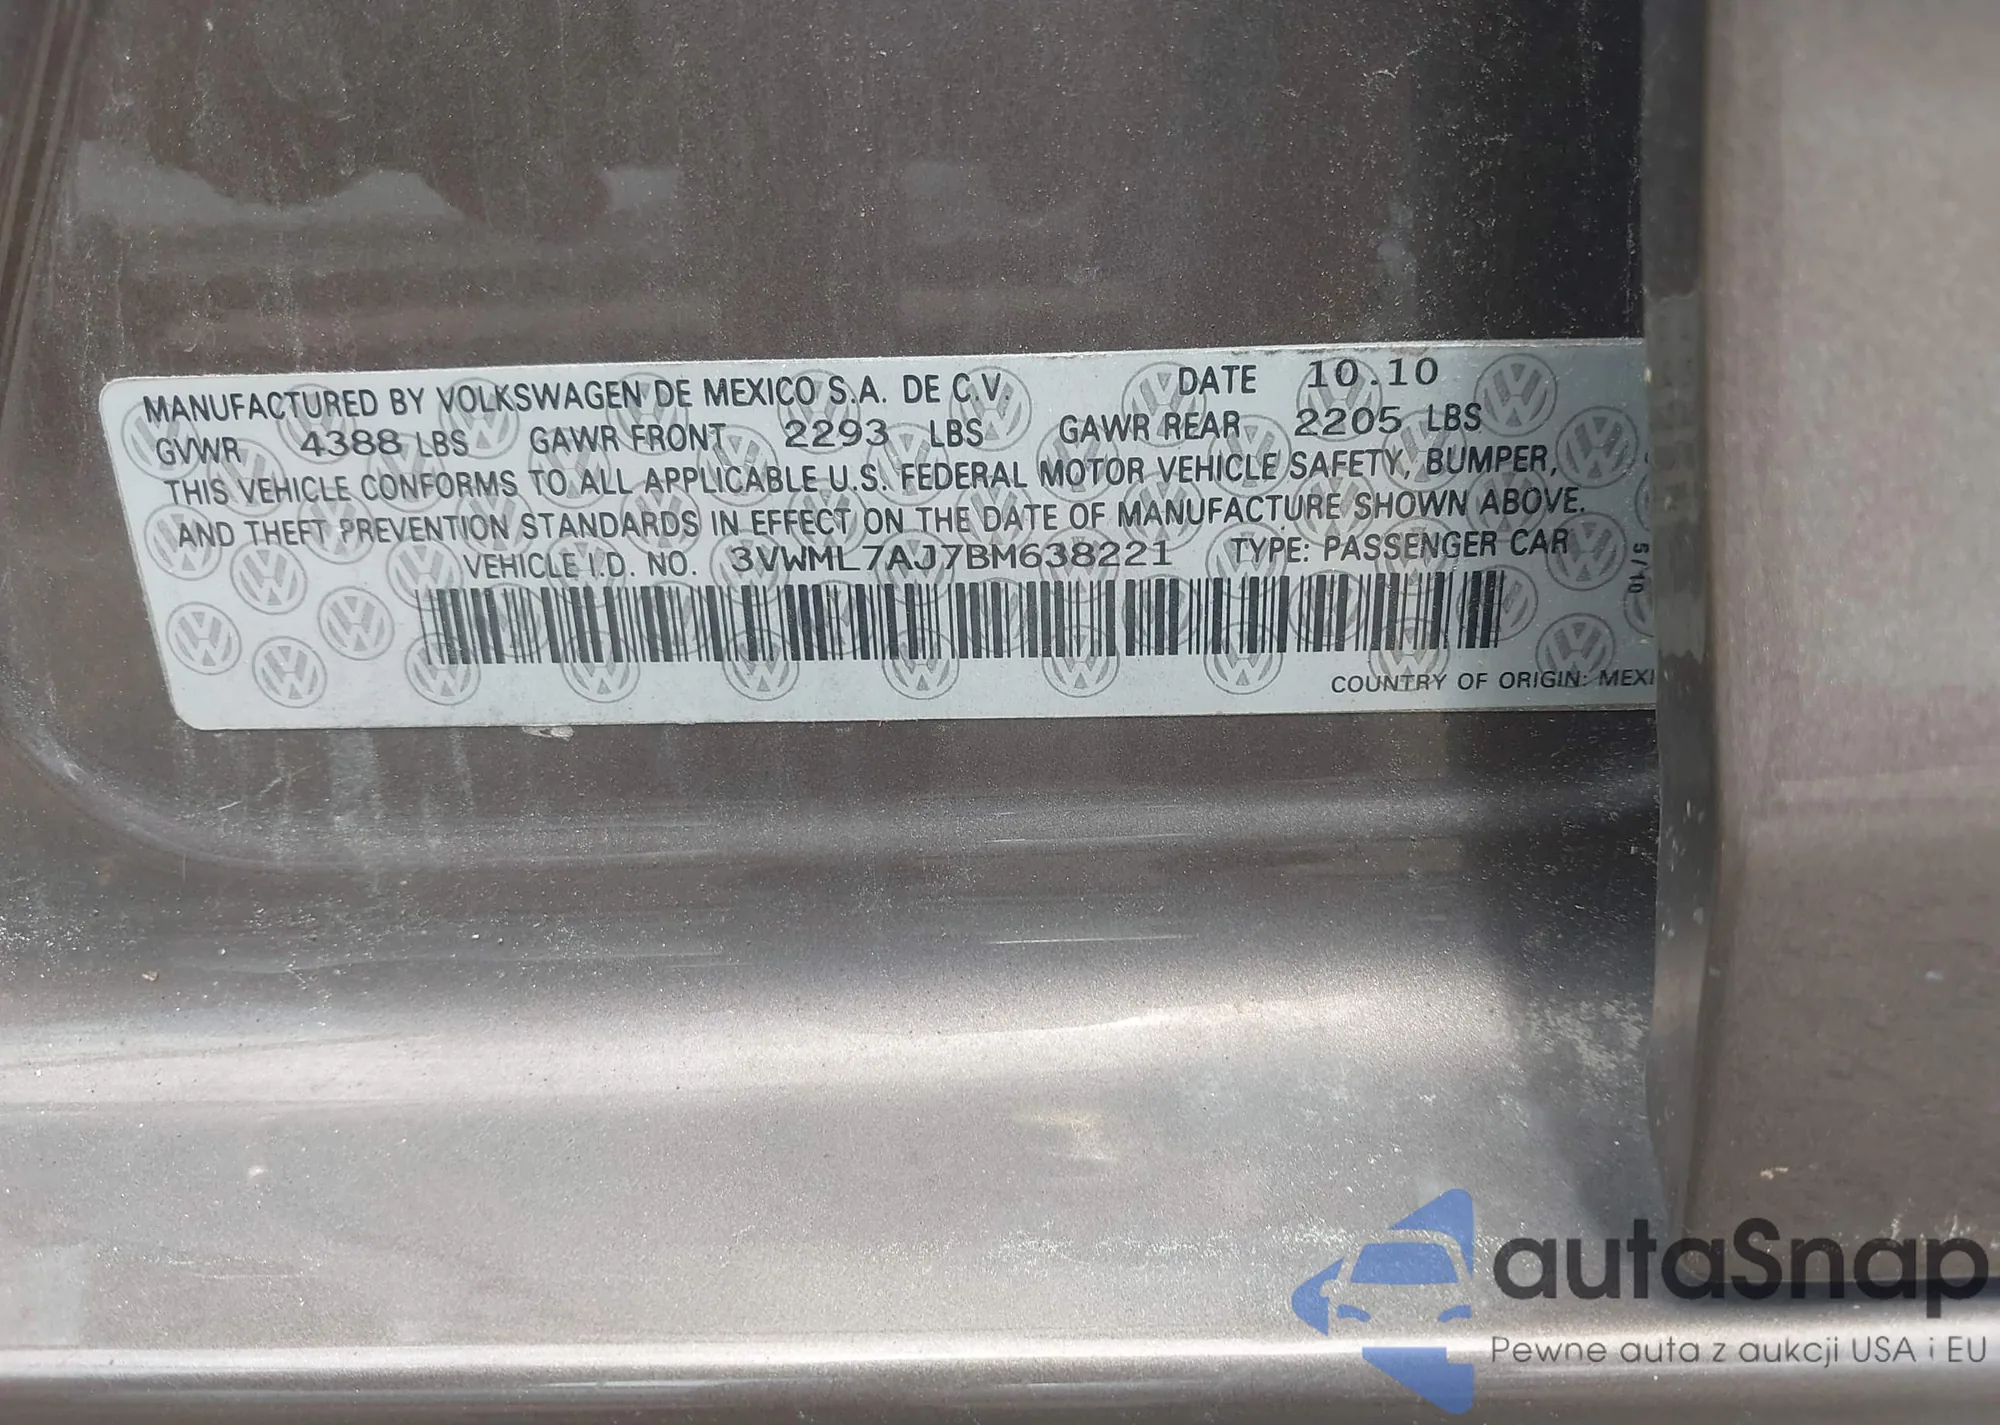 MANUFACTURED BY VOLKSWAGEN DE MEXICO S.A. DE C.V. DATE 10.10
GVWR 4388 LBS GAWR FRONT 2293 LBS GAWR REAR 2205 LBS
THIS VEHICLE CONFORMS TO ALL APPLICABLE U.S. FEDERAL MOTOR VEHICLE SAFETY, BUMPER,
AND THEFT PREVENTION STANDARDS IN EFFECT ON THE DATE OF MANUFACTURE SHOWN ABOVE.
VEHICLE I.D. NO. 3VWML7AJ7BM638221 TYPE: PASSENGER CAR
5/10
COUNTRY OF ORIGIN: MEXI
autaSnap
Pewne auta z aukcji USA i EU